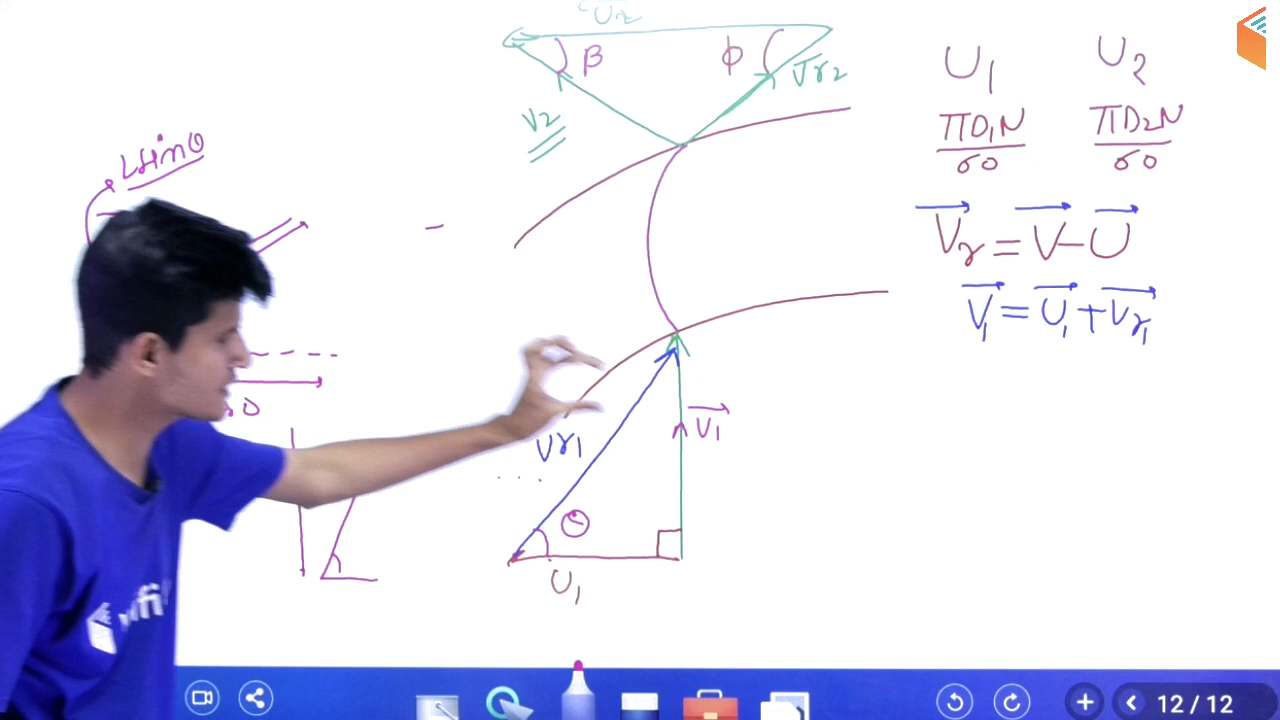 U₂
β
φ
Vr2
V2
Lsinθ
Vr1
V₁
θ
U₁
U₁ U₂
πD₁N/60 πD₂N/60
Vr = V - U
V₁ = U₁ + Vr₁
12 / 12